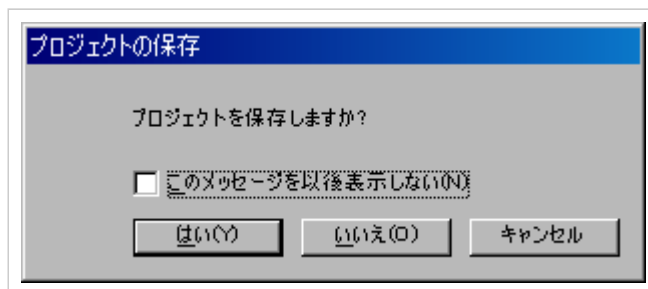 プロジェクトの保存
プロジェクトを保存しますか?
このメッセージを以後表示しない(N)
はい(Y) いいえ(O) キャンセル